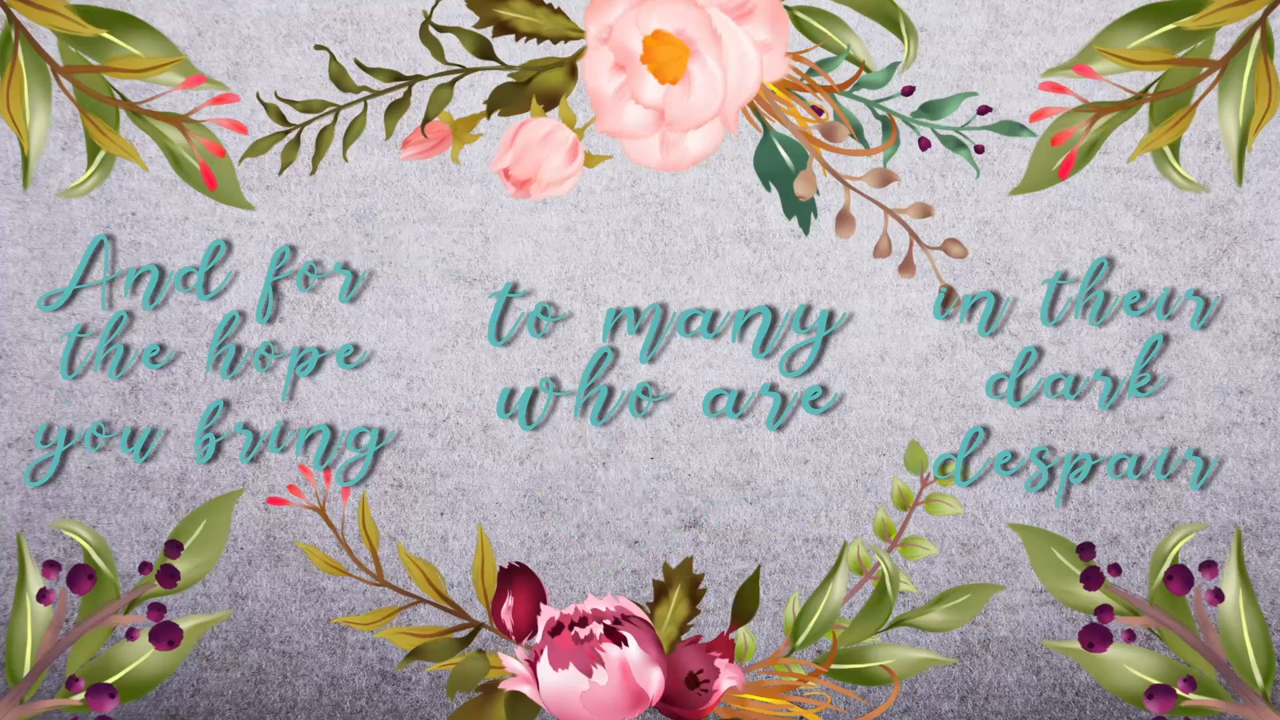 And for
the hope
you bring
to many
who are
in their
dark
despair